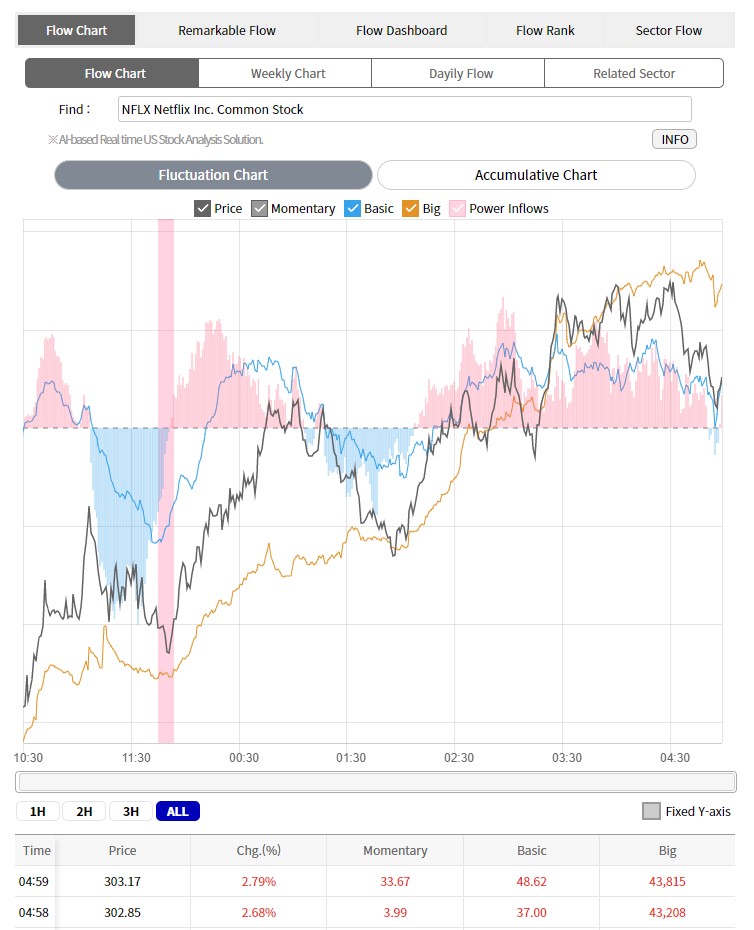 Flow Chart Remarkable Flow Flow Dashboard Flow Rank Sector Flow
Flow Chart Weekly Chart Dayily Flow Related Sector
Find : NFLX Netflix Inc. Common Stock
※AI-based Real time US Stock Analysis Solution. INFO
Fluctuation Chart Accumulative Chart
Price Momentary Basic Big Power Inflows
10:30 11:30 00:30 01:30 02:30 03:30 04:30
1H 2H 3H ALL Fixed Y-axis
Time Price Chg.(%) Momentary Basic Big
04:59 303.17 2.79% 33.67 48.62 43,815
04:58 302.85 2.68% 3.99 37.00 43,208